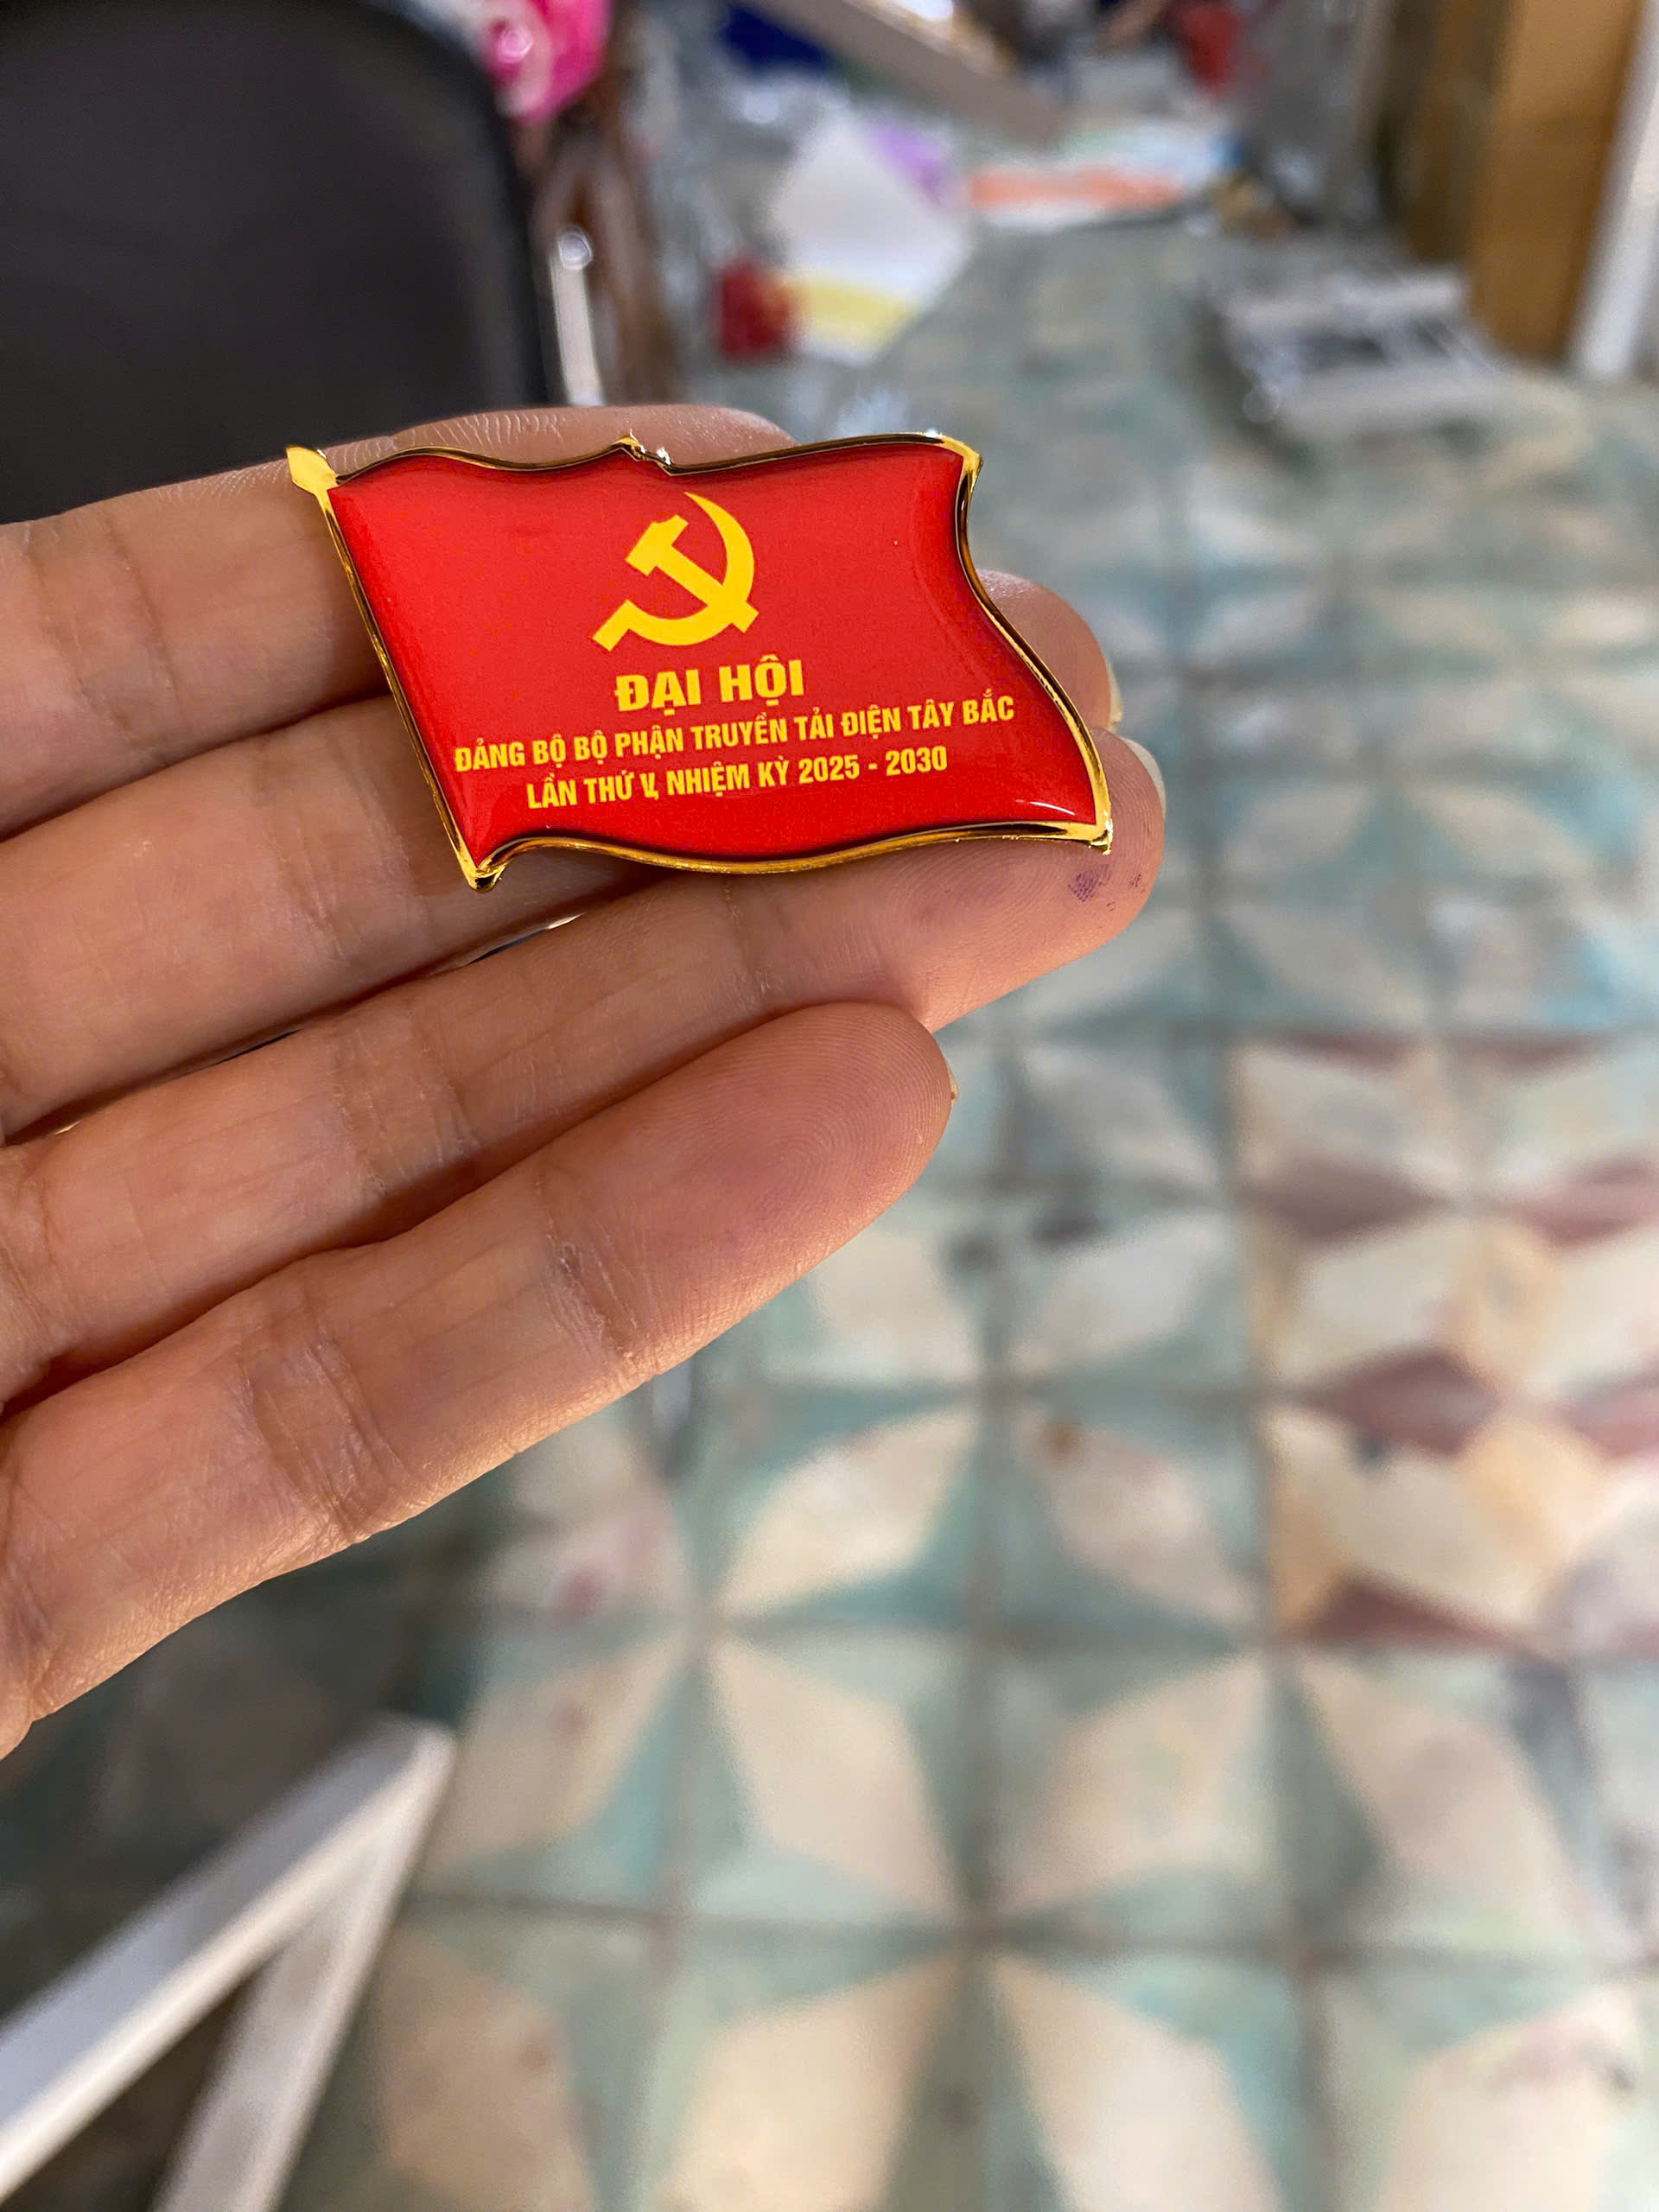 ĐẠI HỘI
ĐẢNG BỘ BỘ PHẬN TRUYỀN TẢI ĐIỆN TÂY BẮC
LẦN THỨ V, NHIỆM KỲ 2025 - 2030